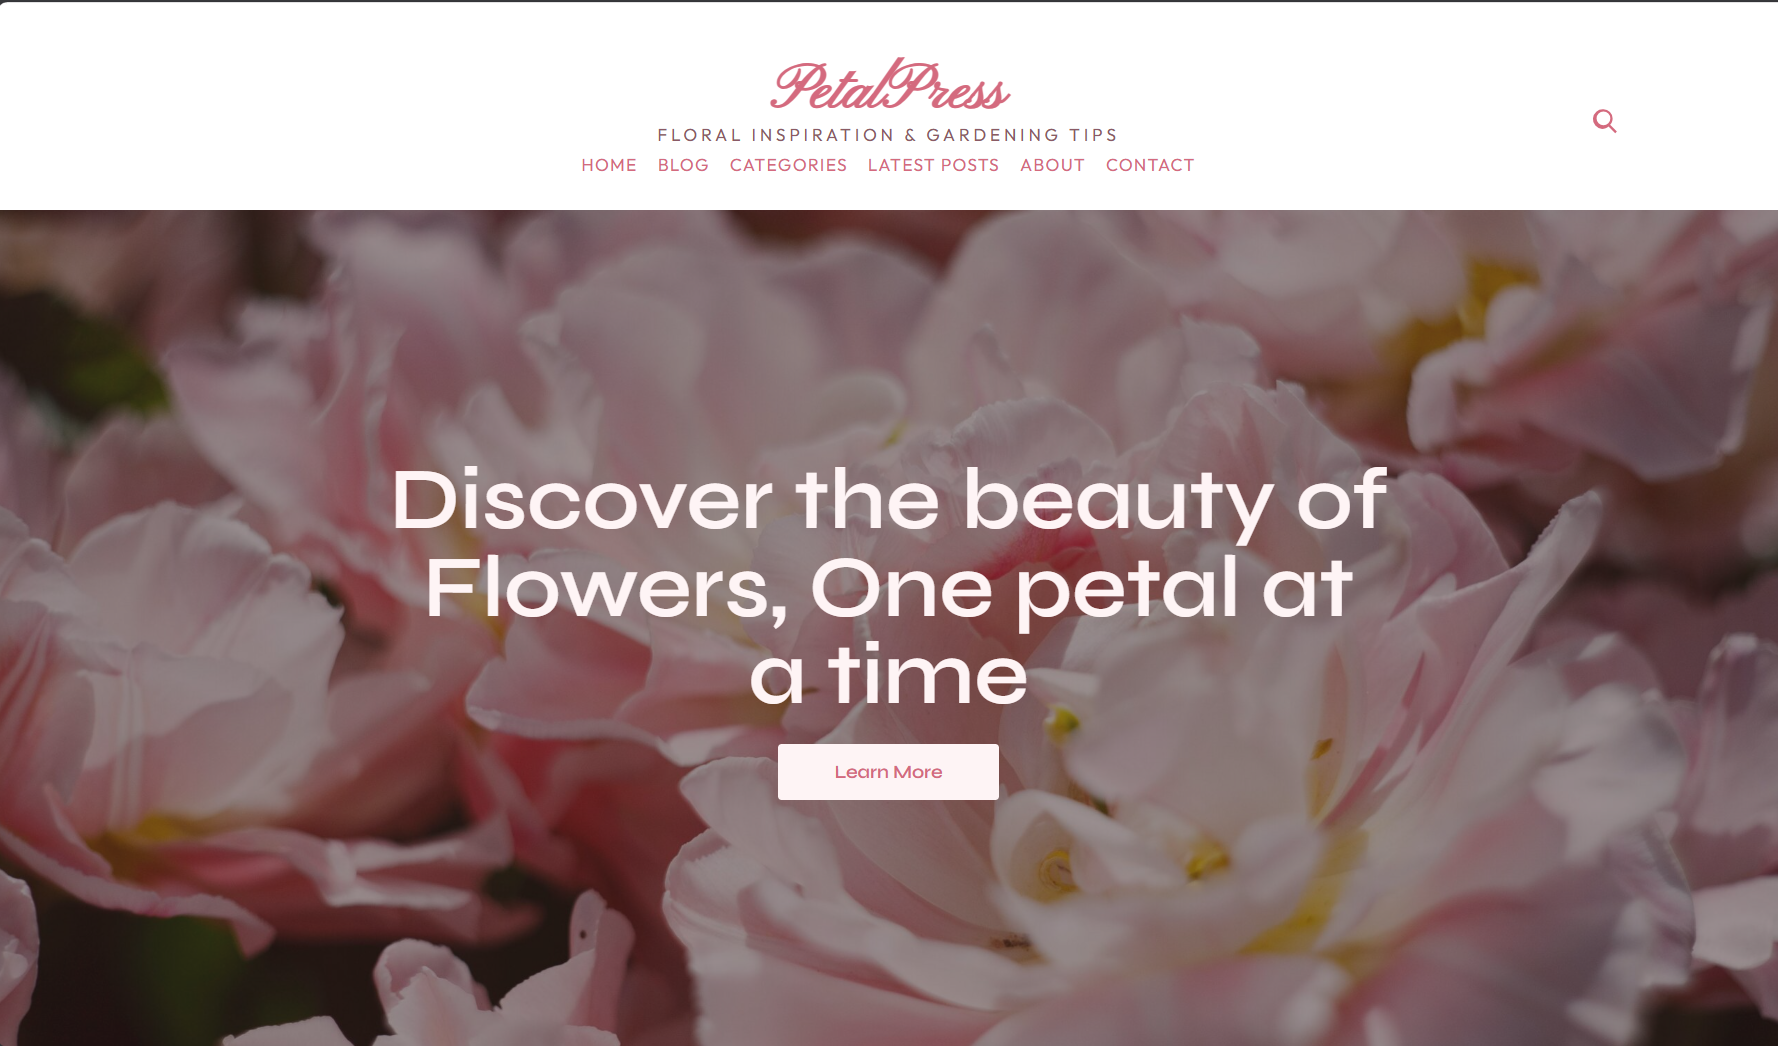 PetalPress
FLORAL INSPIRATION & GARDENING TIPS
HOME BLOG CATEGORIES LATEST POSTS ABOUT CONTACT
Discover the beauty of
Flowers, One petal at
a time
Learn More